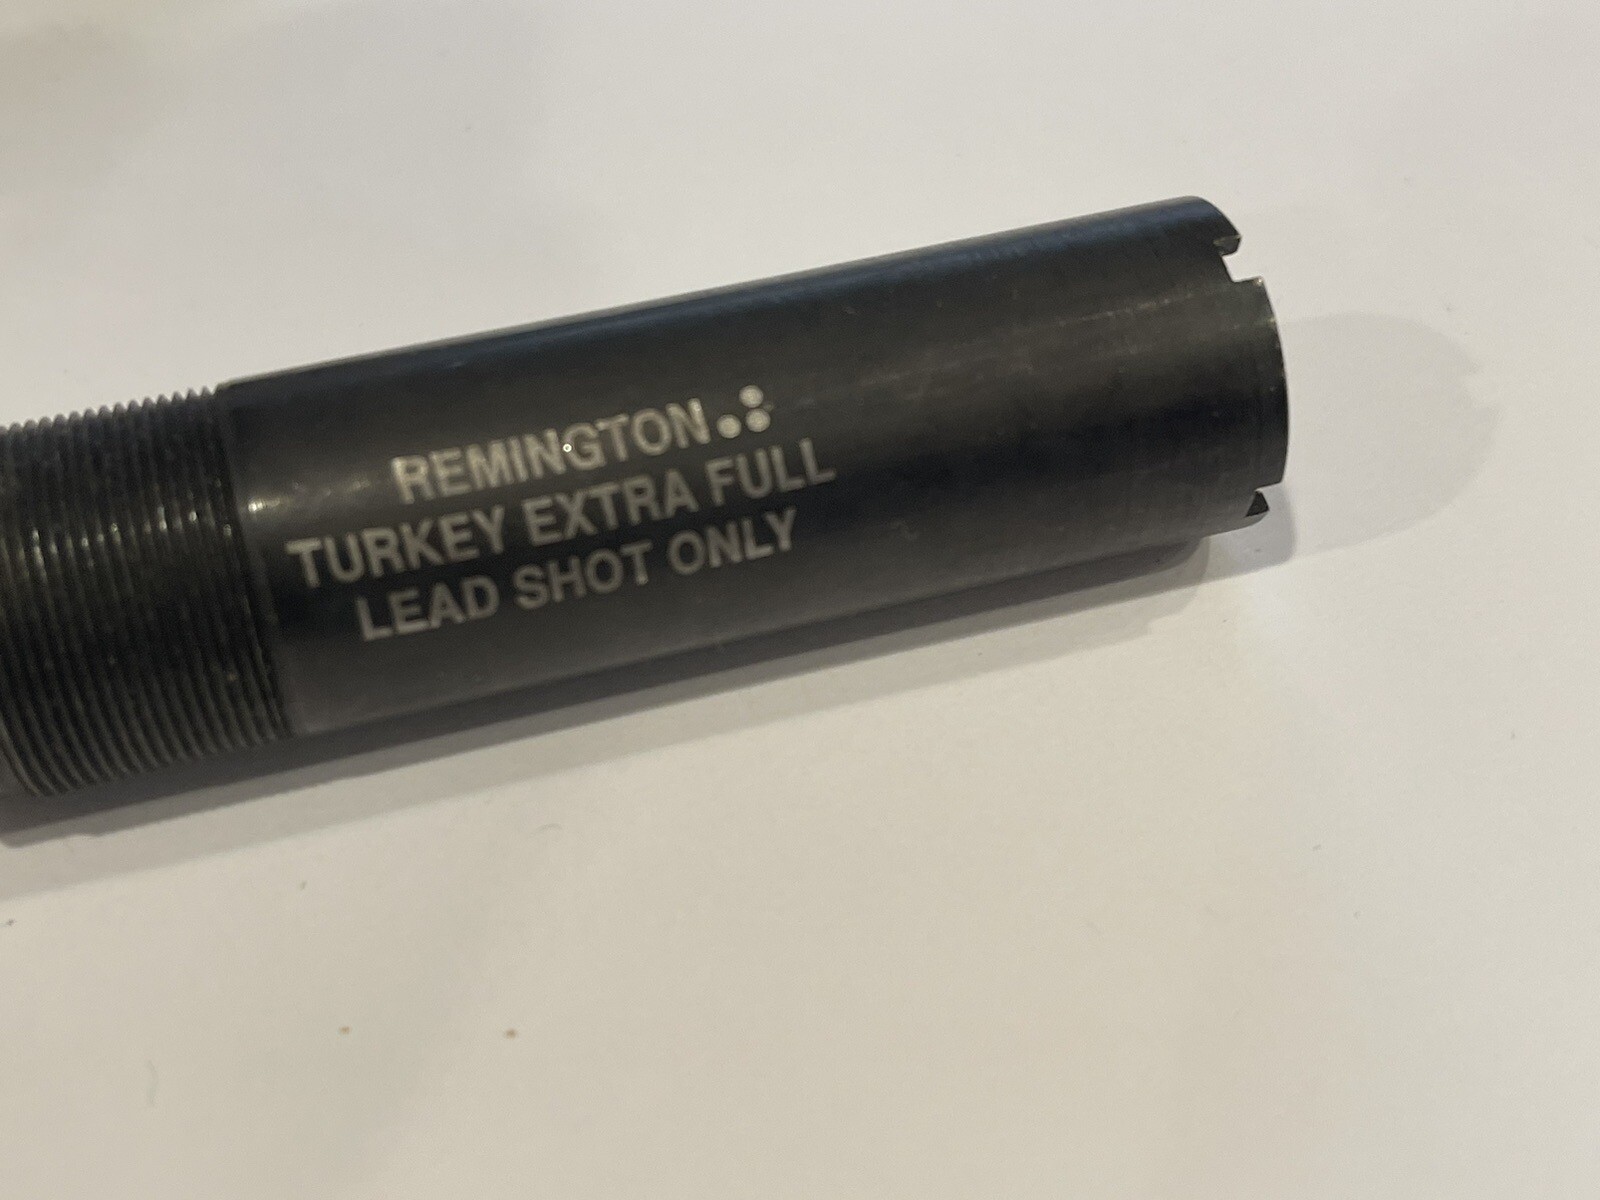 REMINGTON
TURKEY EXTRA FULL
LEAD SHOT ONLY